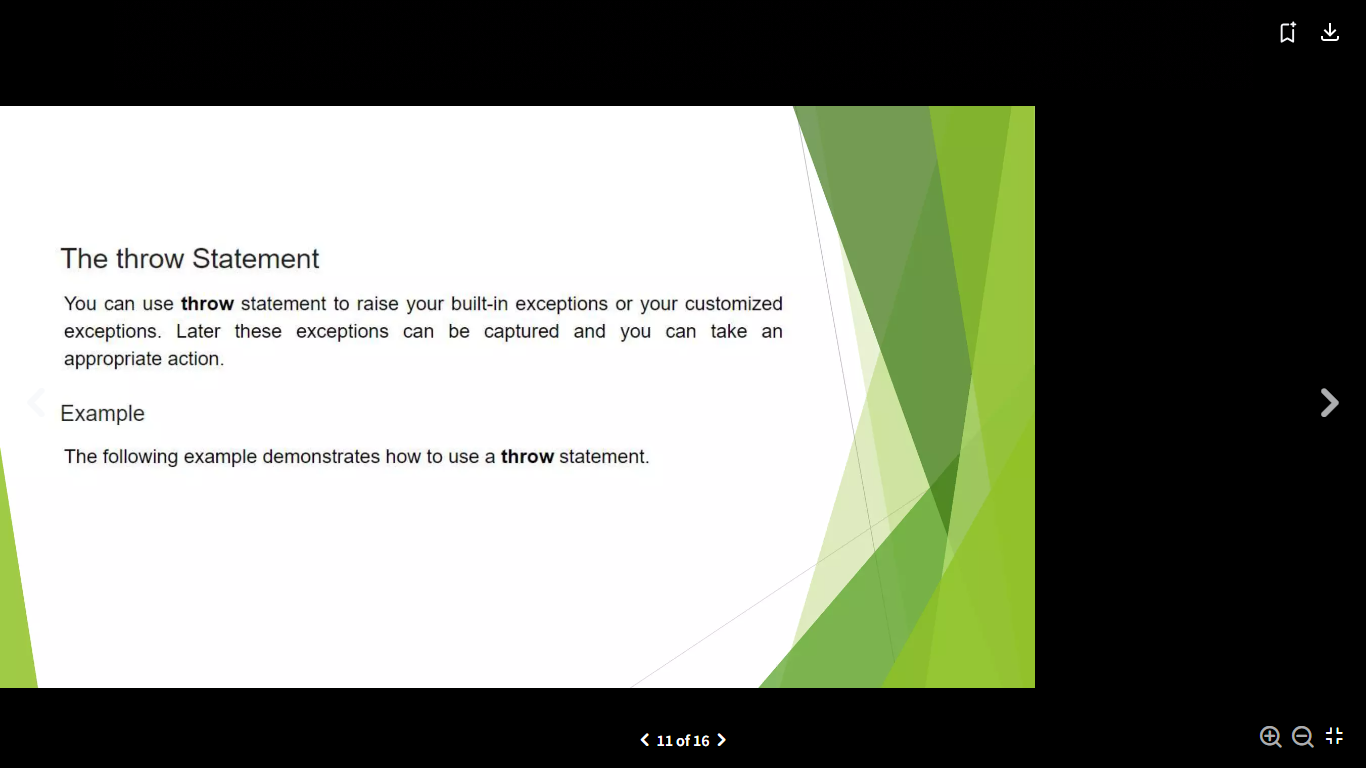 The throw Statement
You can use throw statement to raise your built-in exceptions or your customized
exceptions. Later these exceptions can be captured and you can take an
appropriate action.
Example
The following example demonstrates how to use a throw statement.
11 of 16